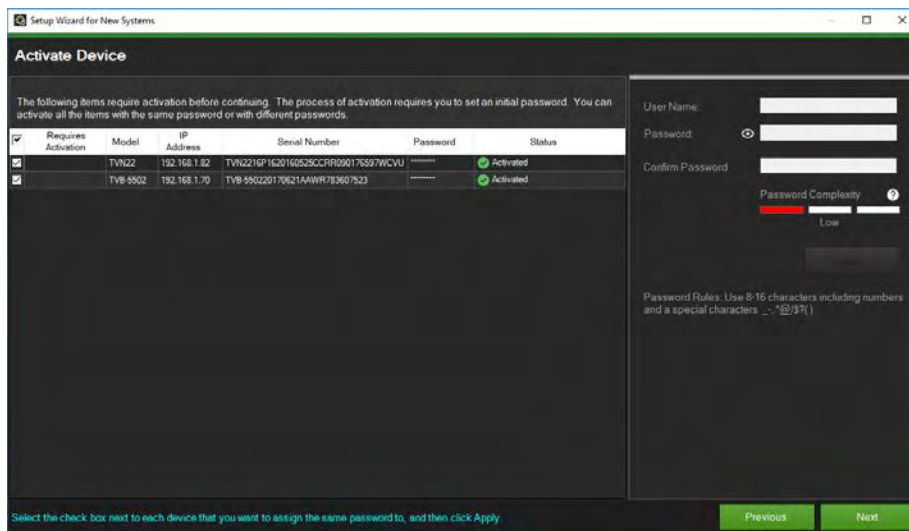 Setup Wizard for New Systems
Activate Device
The following items require activation before continuing. The process of activation requires you to set an initial password. You can
activate all the items with the same password or with different passwords.
Requires Activation Model IP Address Serial Number Password Status
TVN22 192.168.1.82 TVN2216P1620160525CCRR090176597WCVU ******** Activated
TVB-5502 192.168.1.70 TVB-550220170621AAWR783607523 ******** Activated
User Name:
Password:
Confirm Password
Password Complexity ?
Low
Password Rules: Use 8-16 characters including numbers
and a special characters _-,.*@/$?( )
Select the check box next to each device that you want to assign the same password to, and then click Apply.
Previous Next